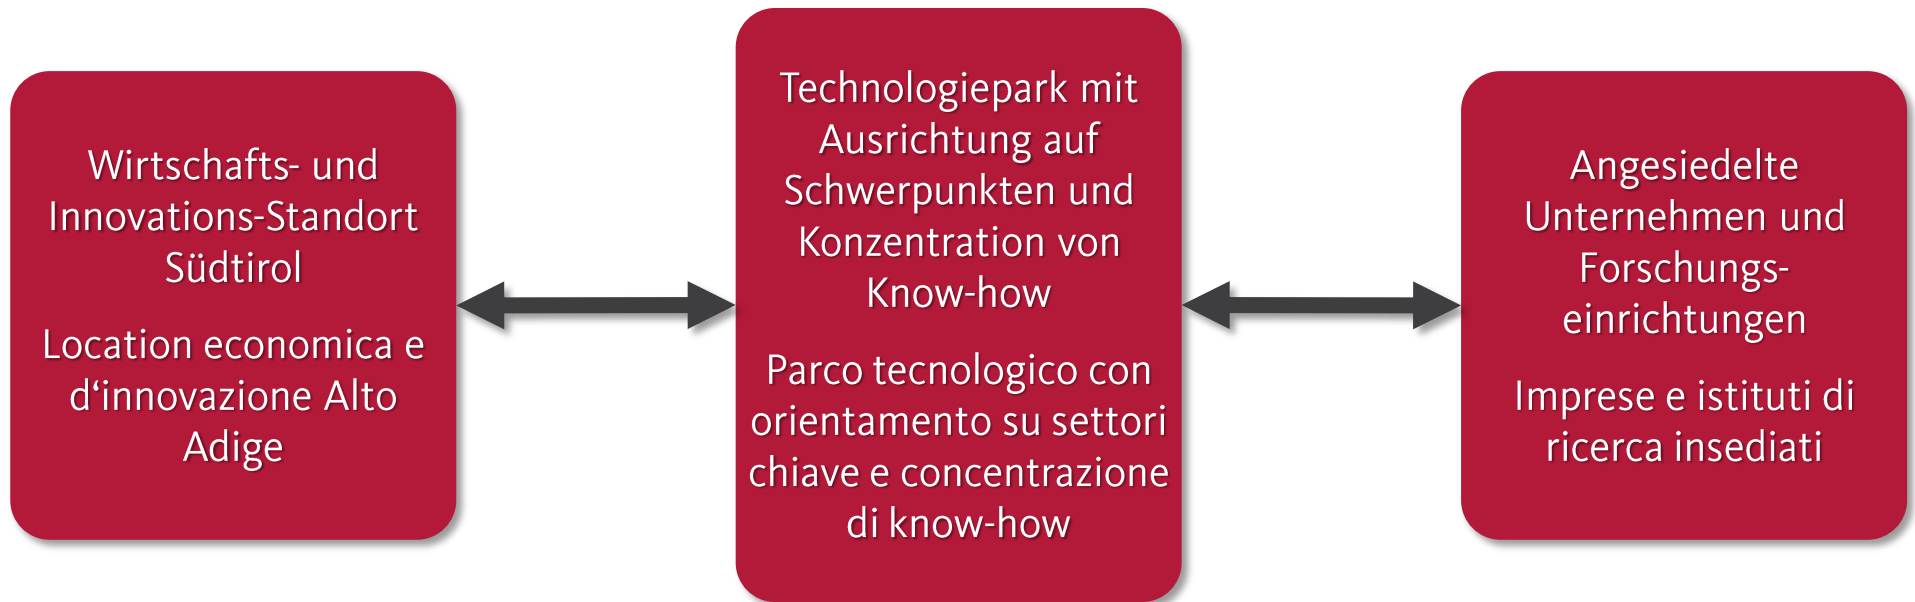 Wirtschafts- und
Innovations-Standort
Südtirol
Location economica e
d‘innovazione Alto
Adige
Technologiepark mit
Ausrichtung auf
Schwerpunkten und
Konzentration von
Know-how
Parco tecnologico con
orientamento su settori
chiave e concentrazione
di know-how
Angesiedelte
Unternehmen und
Forschungs-
einrichtungen
Imprese e istituti di
ricerca insediati